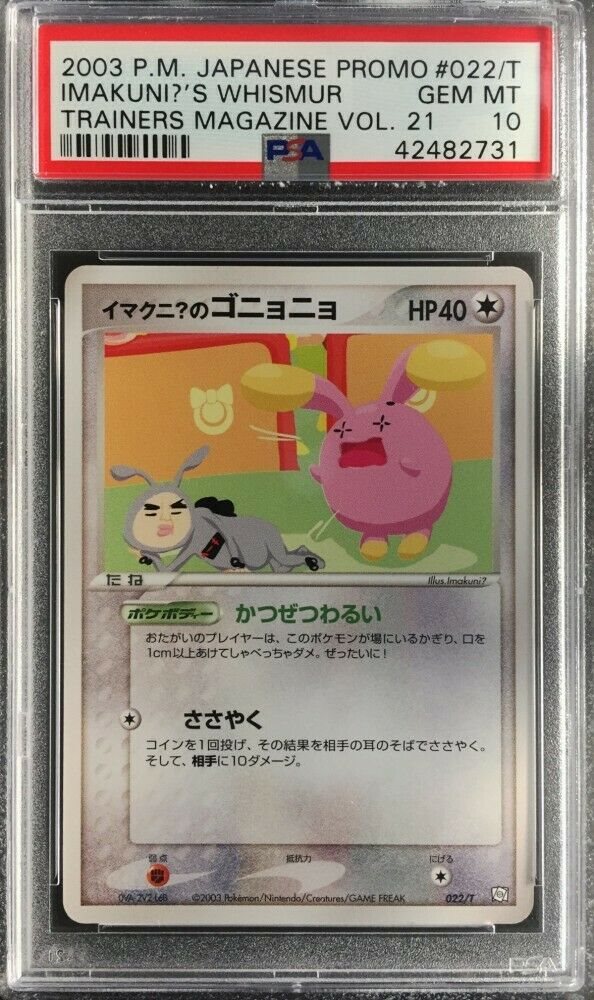 2003 P.M. JAPANESE PROMO #022/T
IMAKUNI?'S WHISMUR GEM MT
TRAINERS MAGAZINE VOL. 21 10
PSA
42482731
イマクニ?のゴニョニョ HP40
たね
Illus.Imakuni?
ポケボディー かつぜつわるい
おたがいのプレイヤーは、このポケモンが場にいるかぎり、口を
1cm以上あけてしゃべっちゃダメ。ぜったいに!
ささやく
コインを1回投げ、その結果を相手の耳のそばでささやく。
そして、相手に10ダメージ。
弱点 抵抗力 にげる
©2003 Pokémon/Nintendo/Creatures/GAME FREAK
022/T
PSA